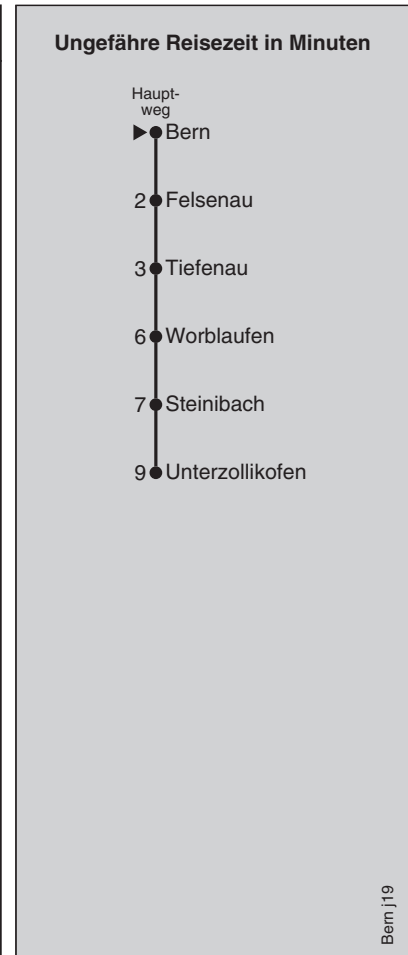 Ungefähre Reisezeit in Minuten
Haupt-
weg
Bern
2 Felsenau
3 Tiefenau
6 Worblaufen
7 Steinibach
9 Unterzollikofen
Bern j19